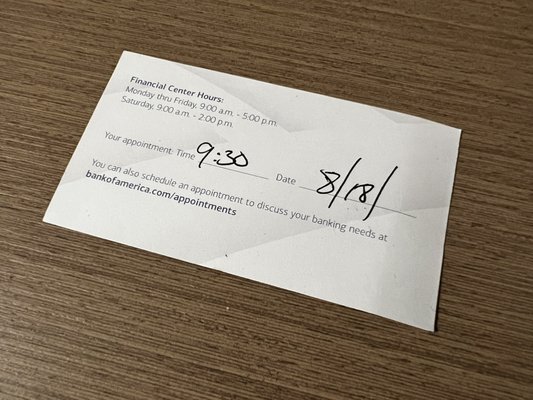 Financial Center Hours:
Monday thru Friday, 9:00 a.m. - 5:00 p.m.
Saturday, 9:00 a.m. - 2:00 p.m.
Your appointment: Time 9:30 Date 8/18/
You can also schedule an appointment to discuss your banking needs at
bankofamerica.com/appointments